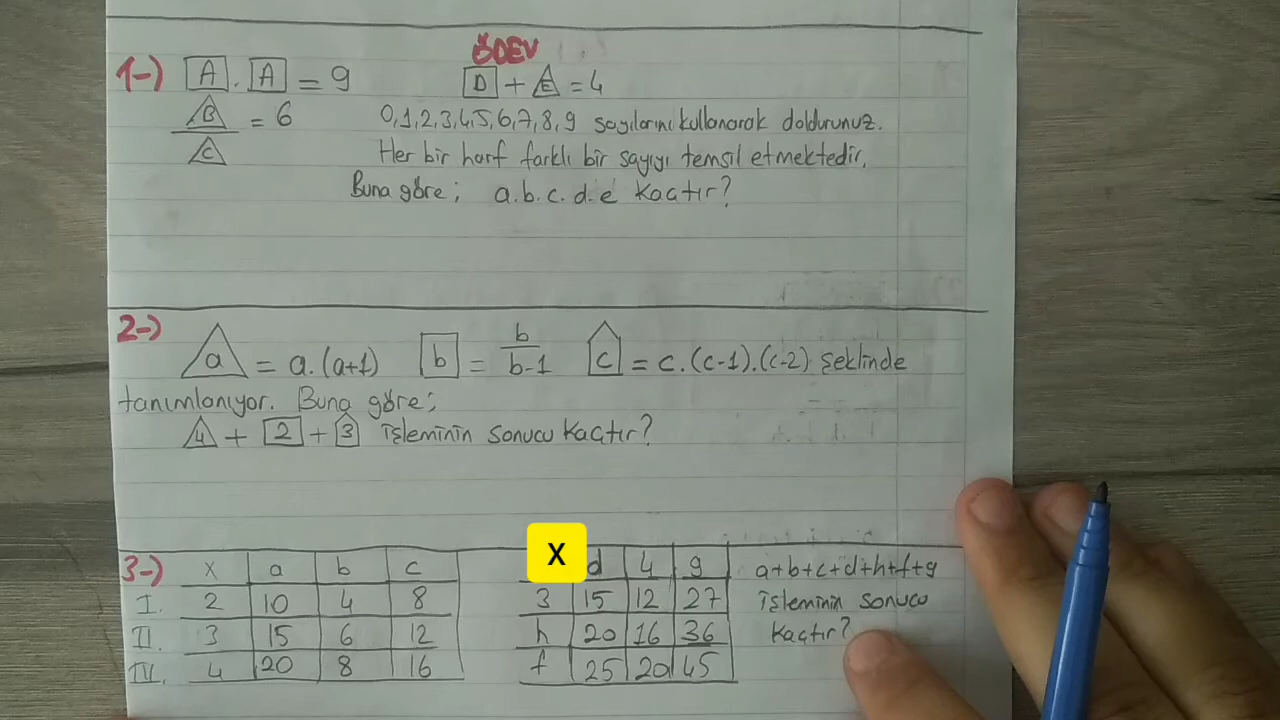 ÖDEV
1-) A . A = 9 D + E = 4
B / C = 6 0,1,2,3,4,5,6,7,8,9 sayılarını kullanarak doldurunuz.
Her bir harf farklı bir sayıyı temsil etmektedir.
Buna göre; a.b.c.d.e kaçtır?
2-) a = a.(a+1) b = b/b-1 c = c.(c-1).(c-2) şeklinde
tanımlanıyor. Buna göre;
4 + 2 + 3 işleminin sonucu kaçtır?
3-) x a b c
I. 2 10 4 8
II. 3 15 6 12
III. 4 20 8 16
X d 4 g
3 15 12 27
h 20 16 36
f 25 20 45
a+b+c+d+h+f+g
işleminin sonucu
kaçtır?